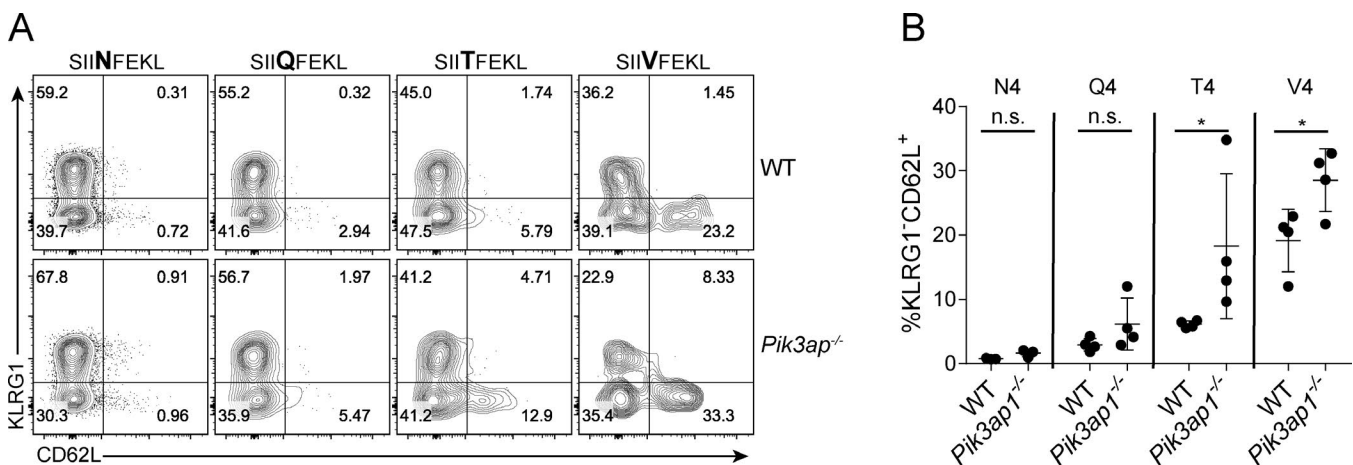 A
SIINFEKL SIIQFEKL SIITFEKL SIIVFEKL
59.2 0.31 55.2 0.32 45.0 1.74 36.2 1.45
WT
39.7 0.72 41.6 2.94 47.5 5.79 39.1 23.2
67.8 0.91 56.7 1.97 41.2 4.71 22.9 8.33
Pik3ap-/-
30.3 0.96 35.9 5.47 41.2 12.9 35.4 33.3
KLRG1
CD62L
B
N4 Q4 T4 V4
n.s. n.s. * *
%KLRG1-CD62L+
40
30
20
10
0
WT Pik3ap1-/- WT Pik3ap1-/- WT Pik3ap1-/- WT Pik3ap1-/-